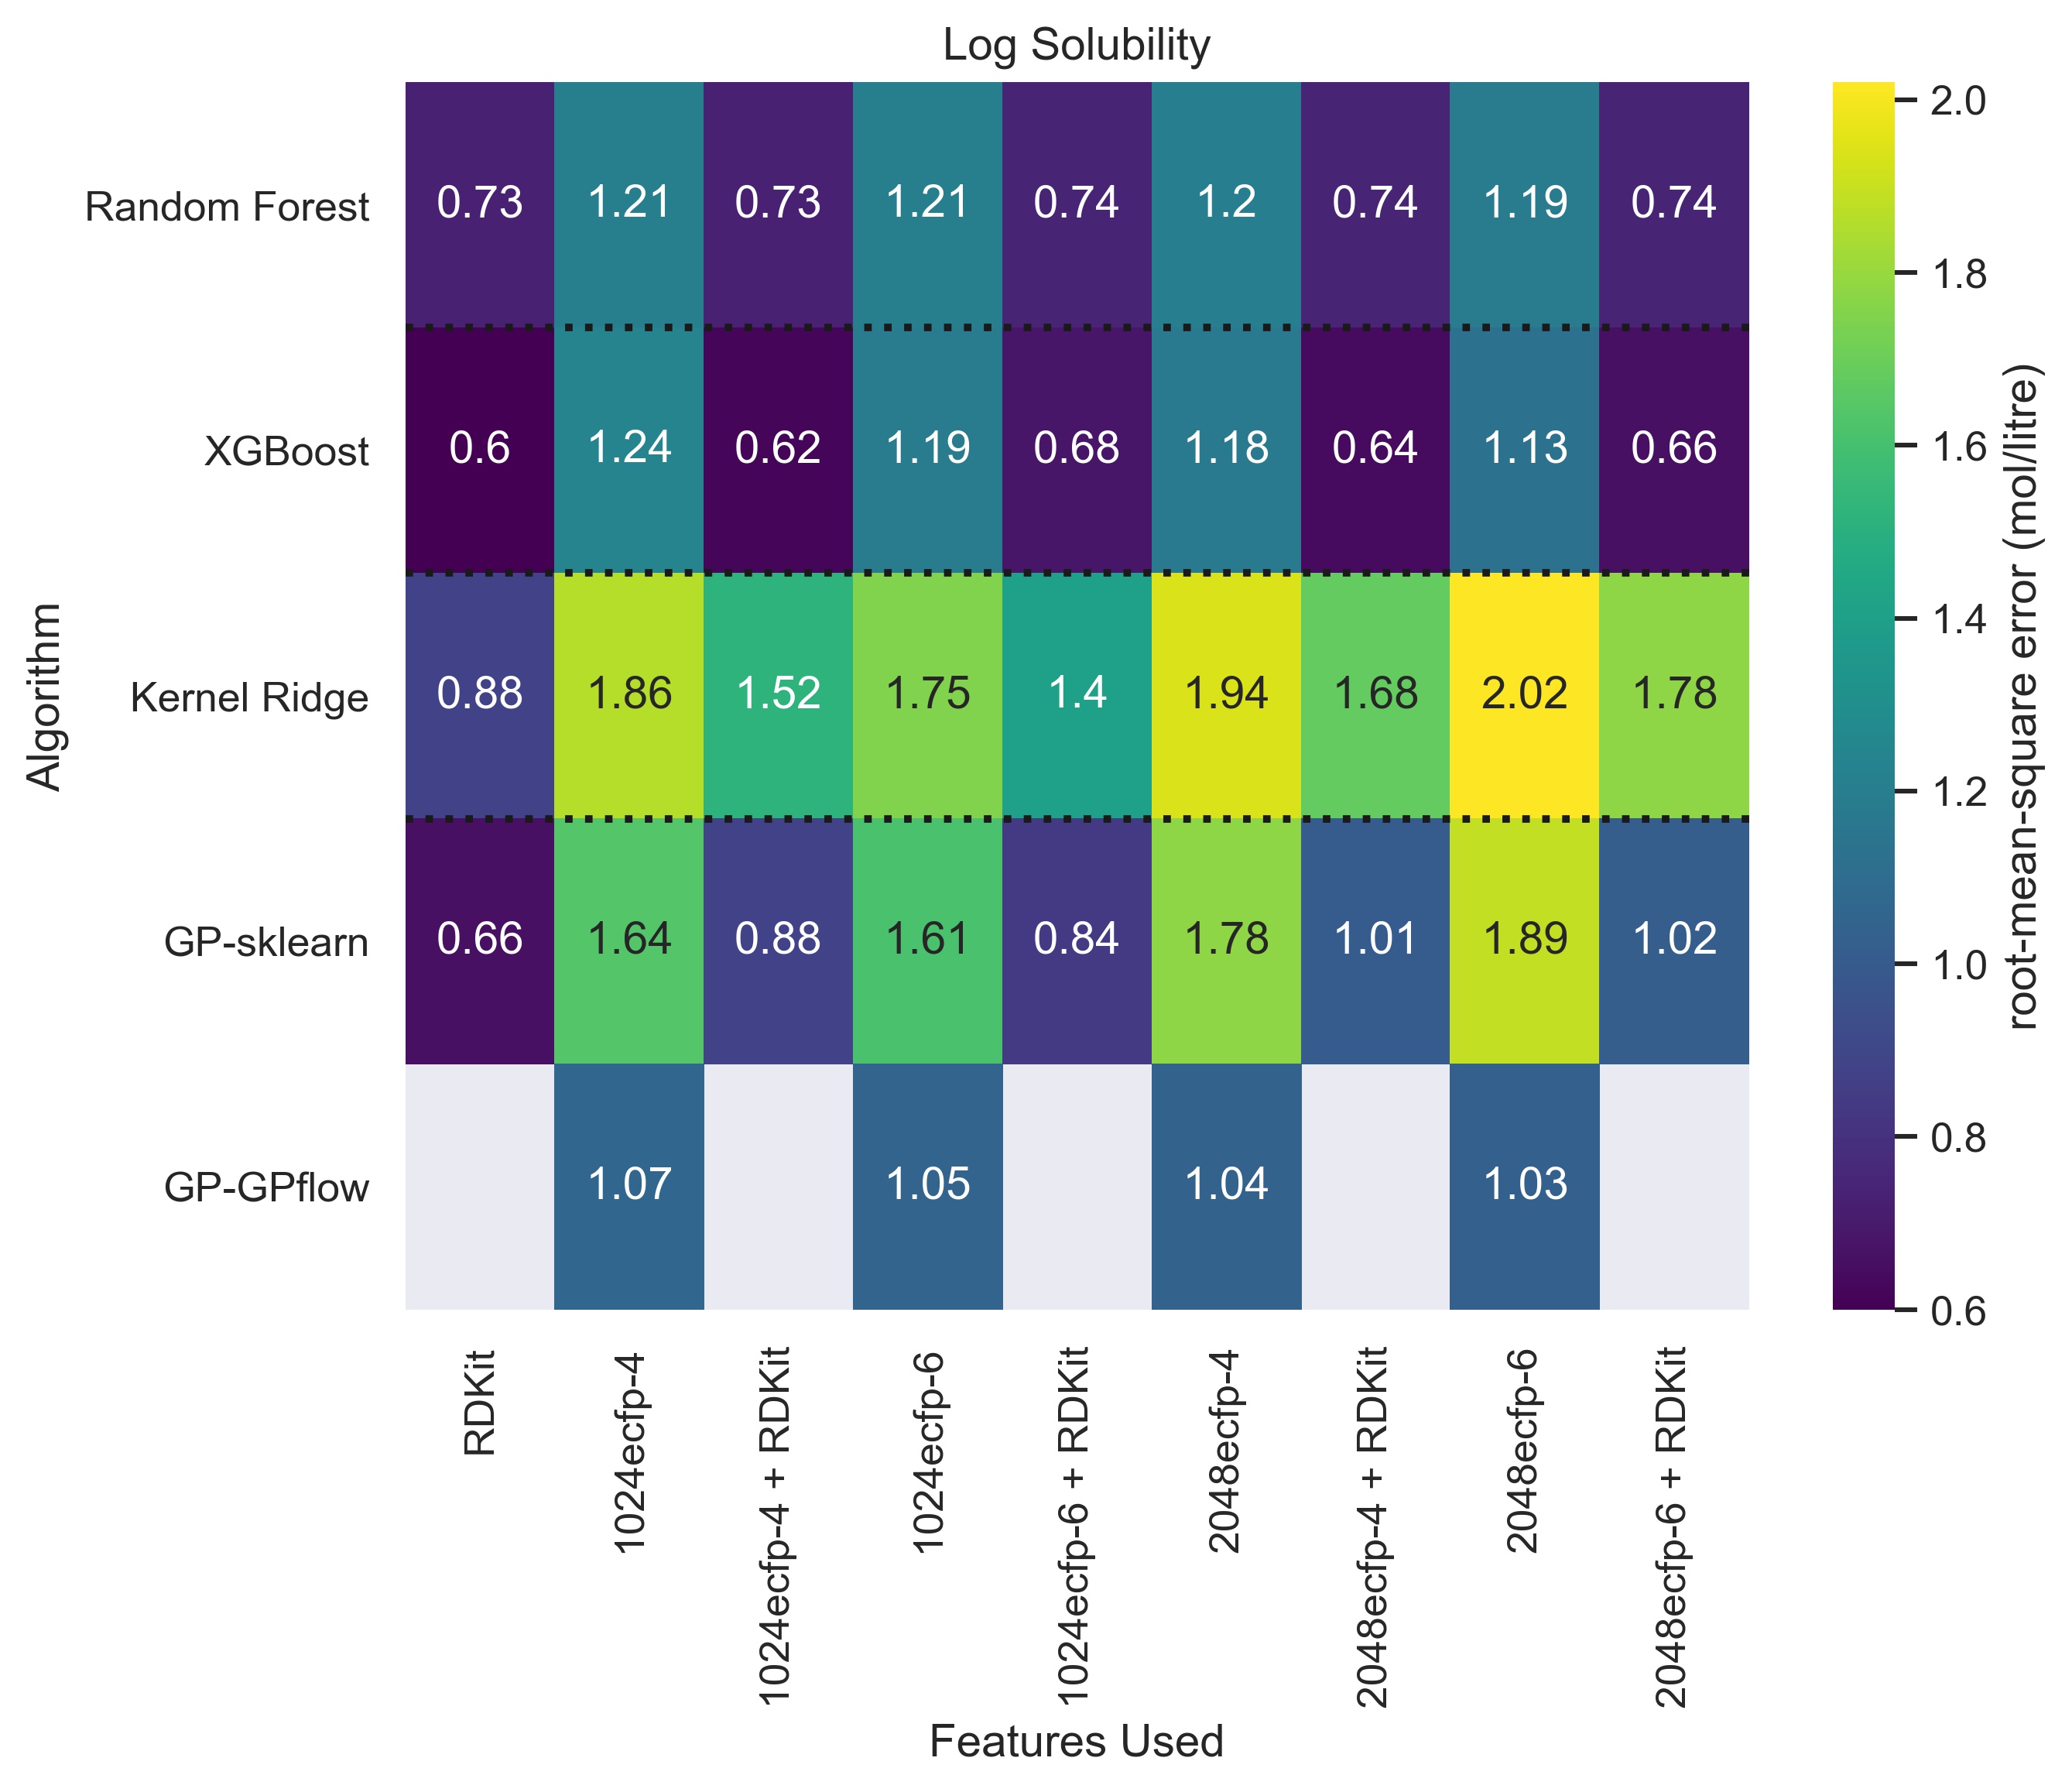 Log Solubility
Random Forest
0.73 1.21 0.73 1.21 0.74 1.2 0.74 1.19 0.74
XGBoost
0.6 1.24 0.62 1.19 0.68 1.18 0.64 1.13 0.66
Kernel Ridge
0.88 1.86 1.52 1.75 1.4 1.94 1.68 2.02 1.78
GP-sklearn
0.66 1.64 0.88 1.61 0.84 1.78 1.01 1.89 1.02
GP-GPflow
1.07 1.05 1.04 1.03
Algorithm
RDKit
1024ecfp-4
1024ecfp-4 + RDKit
1024ecfp-6
1024ecfp-6 + RDKit
2048ecfp-4
2048ecfp-4 + RDKit
2048ecfp-6
2048ecfp-6 + RDKit
Features Used
2.0
1.8
1.6
1.4
1.2
1.0
0.8
0.6
root-mean-square error (mol/litre)